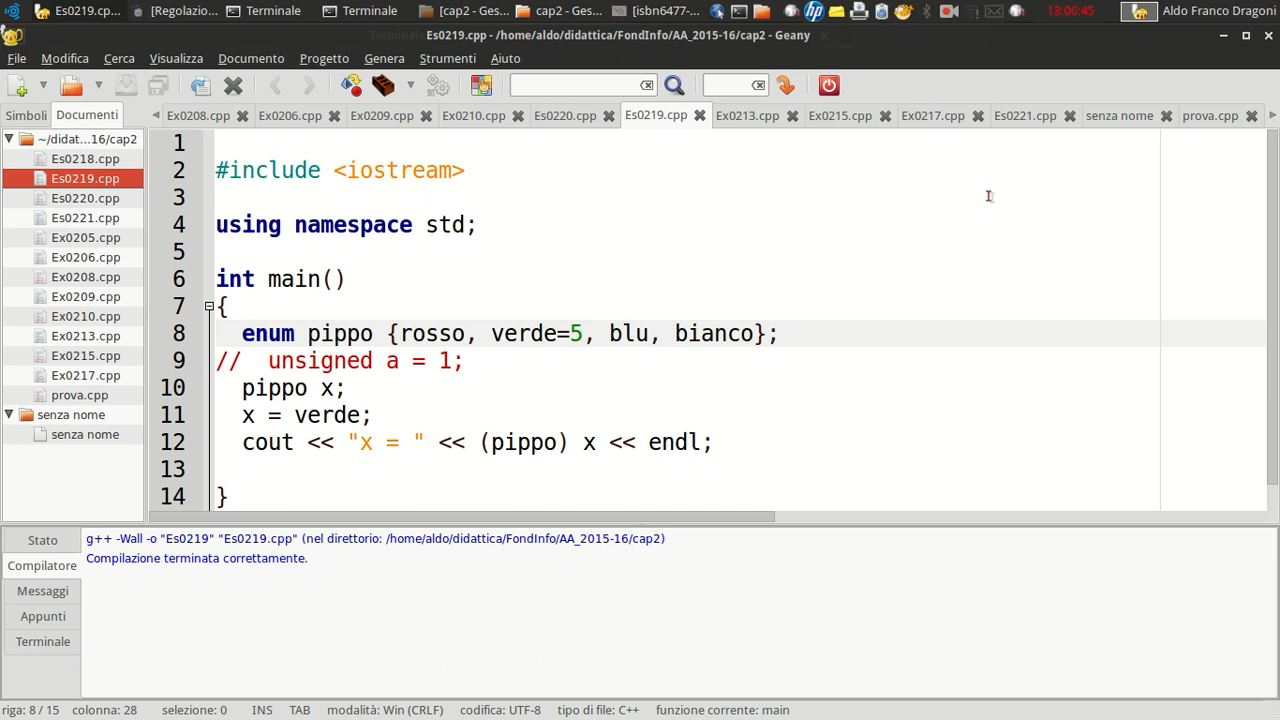 Es0219.cpp ...
[Regolazio...
Terminale
Terminale
[cap2 - Ges...
cap2 - Ges...
[isbn6477-...
13:06:45
Aldo Franco Dragoni
Es0219.cpp - /home/aldo/didattica/FondInfo/AA_2015-16/cap2 - Geany
File Modifica Cerca Visualizza Documento Progetto Genera Strumenti Aiuto
Simboli Documenti
Ex0208.cpp Ex0206.cpp Ex0209.cpp Ex0210.cpp Es0220.cpp Es0219.cpp Ex0213.cpp Ex0215.cpp Ex0217.cpp Es0221.cpp senza nome prova.cpp
~/didat...16/cap2
Es0218.cpp
Es0219.cpp
Es0220.cpp
Es0221.cpp
Ex0205.cpp
Ex0206.cpp
Ex0208.cpp
Ex0209.cpp
Ex0210.cpp
Ex0213.cpp
Ex0215.cpp
Ex0217.cpp
prova.cpp
senza nome
senza nome
1
2 #include <iostream>
3
4 using namespace std;
5
6 int main()
7 {
8 enum pippo {rosso, verde=5, blu, bianco};
9 // unsigned a = 1;
10 pippo x;
11 x = verde;
12 cout << "x = " << (pippo) x << endl;
13
14 }
Stato
Compilatore
Messaggi
Appunti
Terminale
g++ -Wall -o "Es0219" "Es0219.cpp" (nel direttorio: /home/aldo/didattica/FondInfo/AA_2015-16/cap2)
Compilazione terminata correttamente.
riga: 8 / 15 colonna: 28 selezione: 0 INS TAB modalità: Win (CRLF) codifica: UTF-8 tipo di file: C++ funzione corrente: main